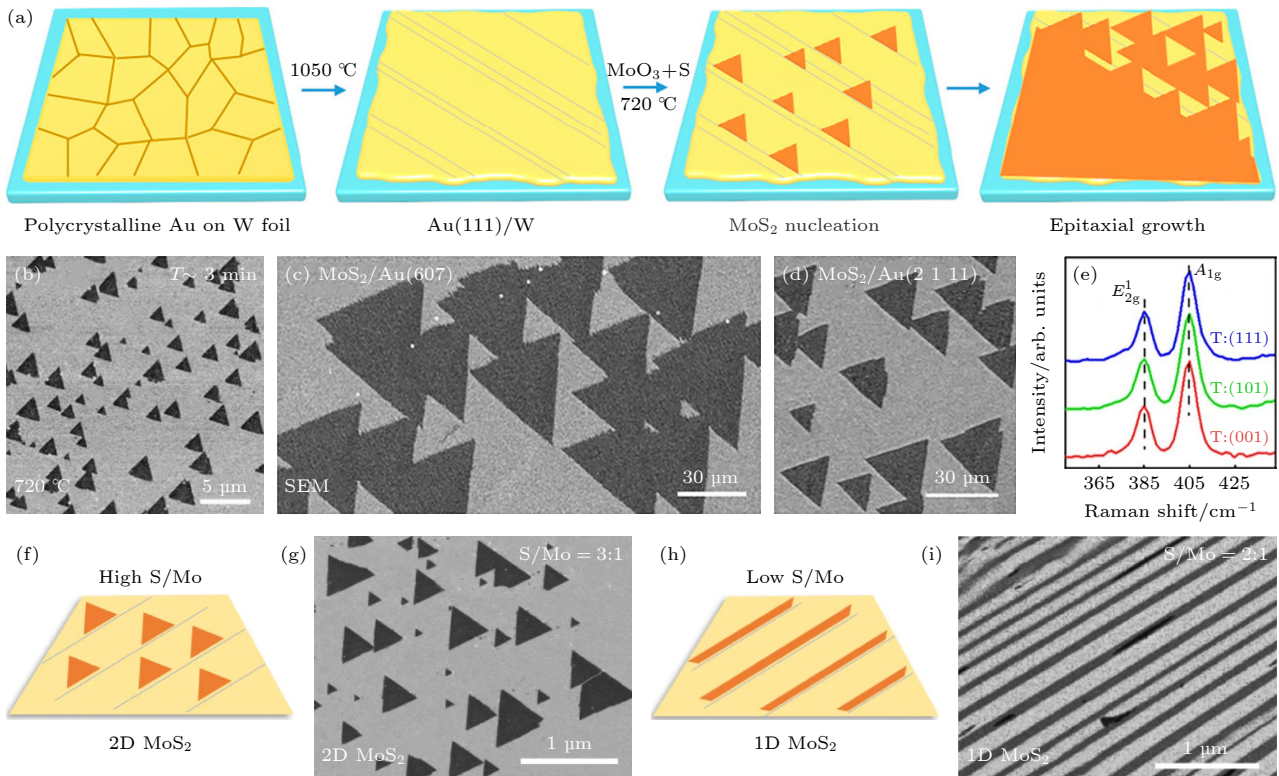 (a)
1050 ℃
MoO₃+S
720 ℃
Polycrystalline Au on W foil
Au(111)/W
MoS₂ nucleation
Epitaxial growth
(b)
T~ 3 min
720 ℃
5 μm
(c) MoS₂/Au(607)
SEM
30 μm
(d) MoS₂/Au(2 1 11)
30 μm
(e)
Intensity/arb. units
E¹₂g
A₁g
T:(111)
T:(101)
T:(001)
365 385 405 425
Raman shift/cm⁻¹
(f)
High S/Mo
2D MoS₂
(g)
S/Mo = 3:1
2D MoS₂
1 μm
(h)
Low S/Mo
1D MoS₂
(i)
S/Mo = 2:1
1D MoS₂
1 μm